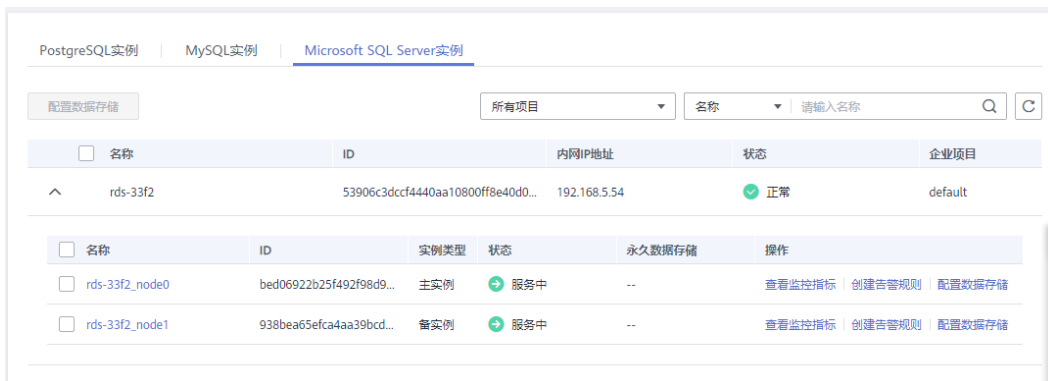 PostgreSQL实例 MySQL实例 Microsoft SQL Server实例
配置数据存储 所有项目 名称 请输入名称
名称 ID 内网IP地址 状态 企业项目
rds-33f2 53906c3dccf4440aa10800ff8e40d0... 192.168.5.54 正常 default
名称 ID 实例类型 状态 永久数据存储 操作
rds-33f2_node0 bed06922b25f492f98d9... 主实例 服务中 -- 查看监控指标 创建告警规则 配置数据存储
rds-33f2_node1 938bea65efca4aa39bcd... 备实例 服务中 -- 查看监控指标 创建告警规则 配置数据存储